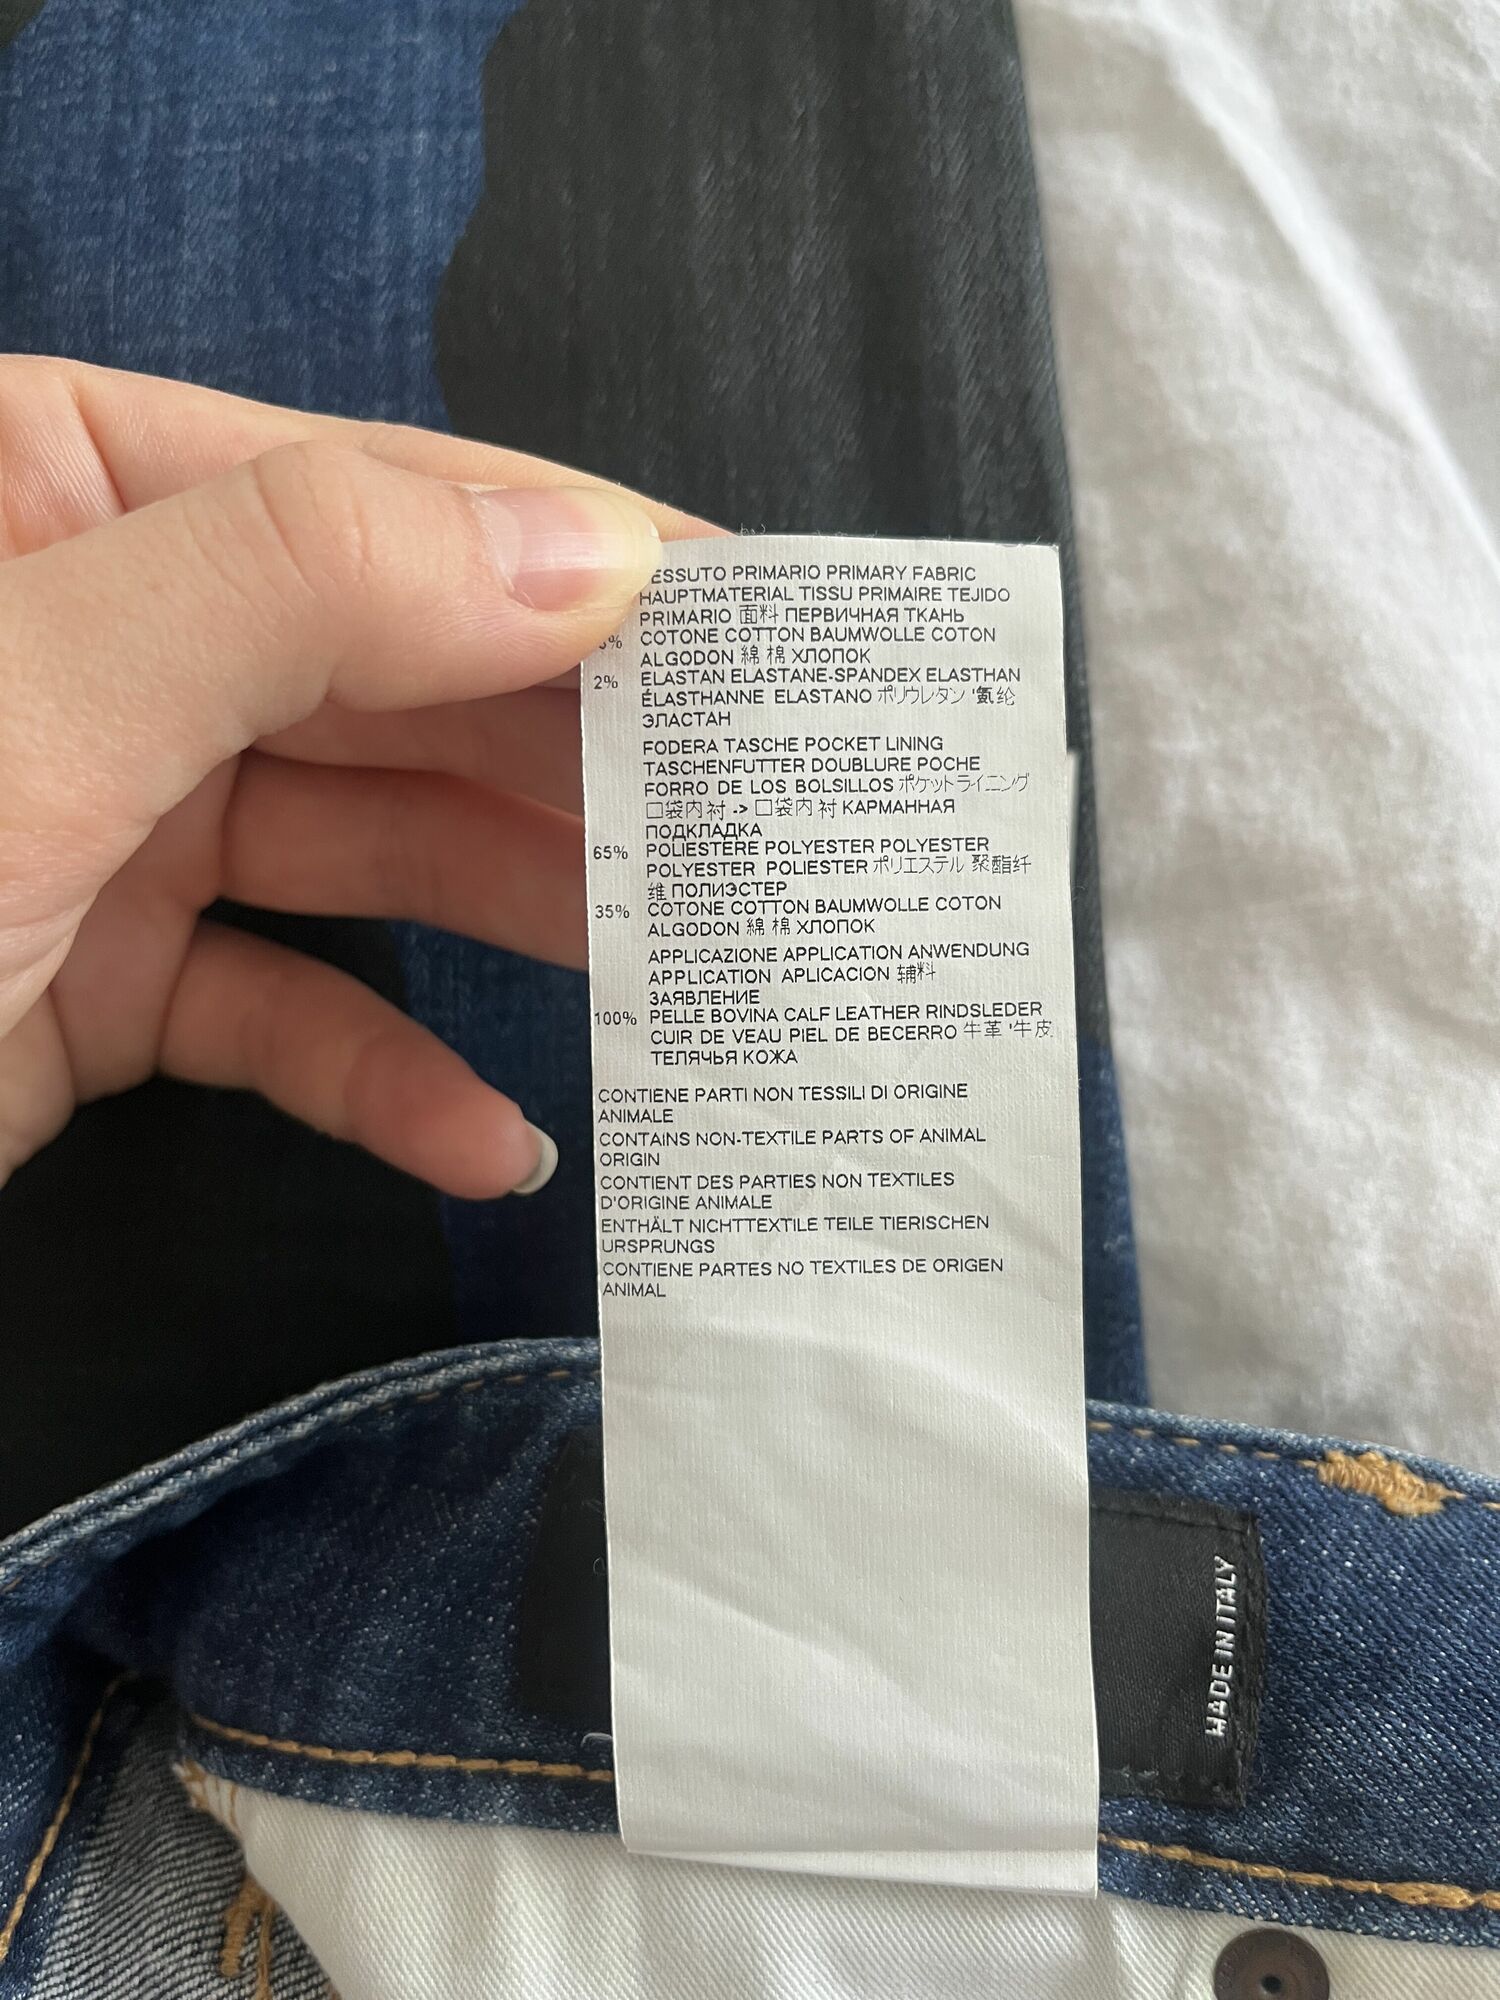 ESSUTO PRIMARIO PRIMARY FABRIC
HAUPTMATERIAL TISSU PRIMAIRE TEJIDO
PRIMARIO 面料 ПЕРВИЧНАЯ ТКАНЬ
% COTONE COTTON BAUMWOLLE COTON
ALGODON 綿 棉 ХЛОПОК
2% ELASTAN ELASTANE-SPANDEX ELASTHAN
ÉLASTHANNE ELASTANO ポリウレタン '氨纶
ЭЛАСТАН
FODERA TASCHE POCKET LINING
TASCHENFUTTER DOUBLURE POCHE
FORRO DE LOS BOLSILLOS ポケットライニング
口袋内衬 -> 口袋内衬 КАРМАННАЯ
ПОДКЛАДКА
65% POLIESTERE POLYESTER POLYESTER
POLYESTER POLIESTER ポリエステル 聚酯纤
维 ПОЛИЭСТЕР
35% COTONE COTTON BAUMWOLLE COTON
ALGODON 綿 棉 ХЛОПОК
APPLICAZIONE APPLICATION ANWENDUNG
APPLICATION APLICACION 辅料
ЗАЯВЛЕНИЕ
100% PELLE BOVINA CALF LEATHER RINDSLEDER
CUIR DE VEAU PIEL DE BECERRO 牛革 '牛皮
ТЕЛЯЧЬЯ КОЖА
CONTIENE PARTI NON TESSILI DI ORIGINE
ANIMALE
CONTAINS NON-TEXTILE PARTS OF ANIMAL
ORIGIN
CONTIENT DES PARTIES NON TEXTILES
D'ORIGINE ANIMALE
ENTHÄLT NICHTTEXTILE TEILE TIERISCHEN
URSPRUNGS
CONTIENE PARTES NO TEXTILES DE ORIGEN
ANIMAL
MADE IN ITALY